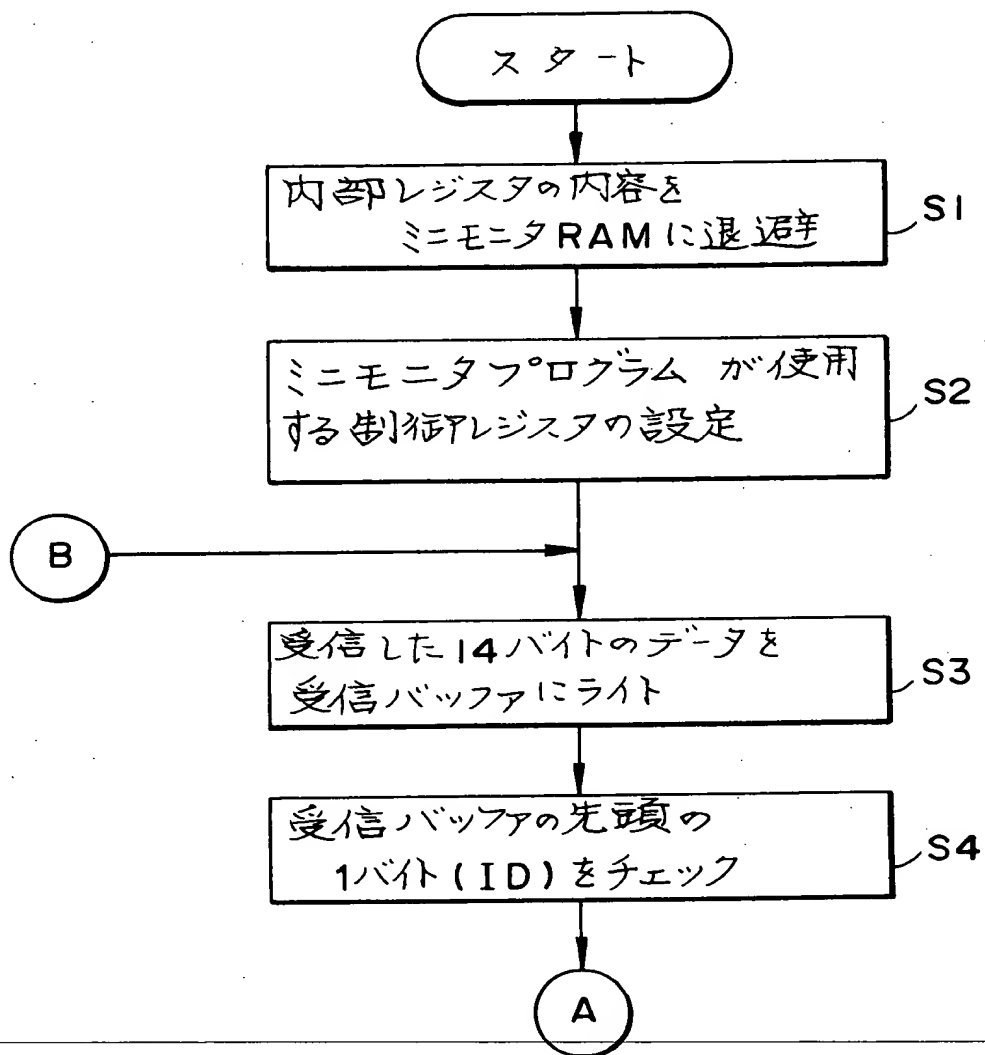 スタート
内部レジスタの内容を
ミニモニタRAMに退避
S1
ミニモニタプログラム が使用
する制御レジスタの設定
S2
B
受信した14バイトのデータを
受信バッファにライト
S3
受信バッファの先頭の
1バイト(ID)をチェック
S4
A